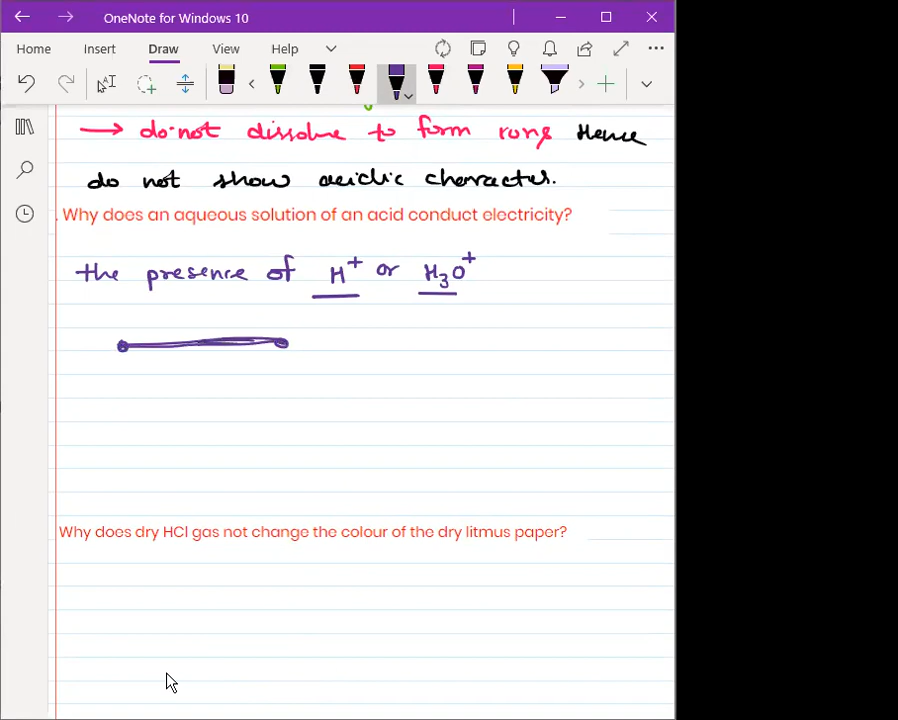 OneNote for Windows 10
Home Insert Draw View Help
→ do not dissolve to form ions Hence
do not show acidic character.
. Why does an aqueous solution of an acid conduct electricity?
the presence of H⁺ or H₃O⁺
Why does dry HCl gas not change the colour of the dry litmus paper?